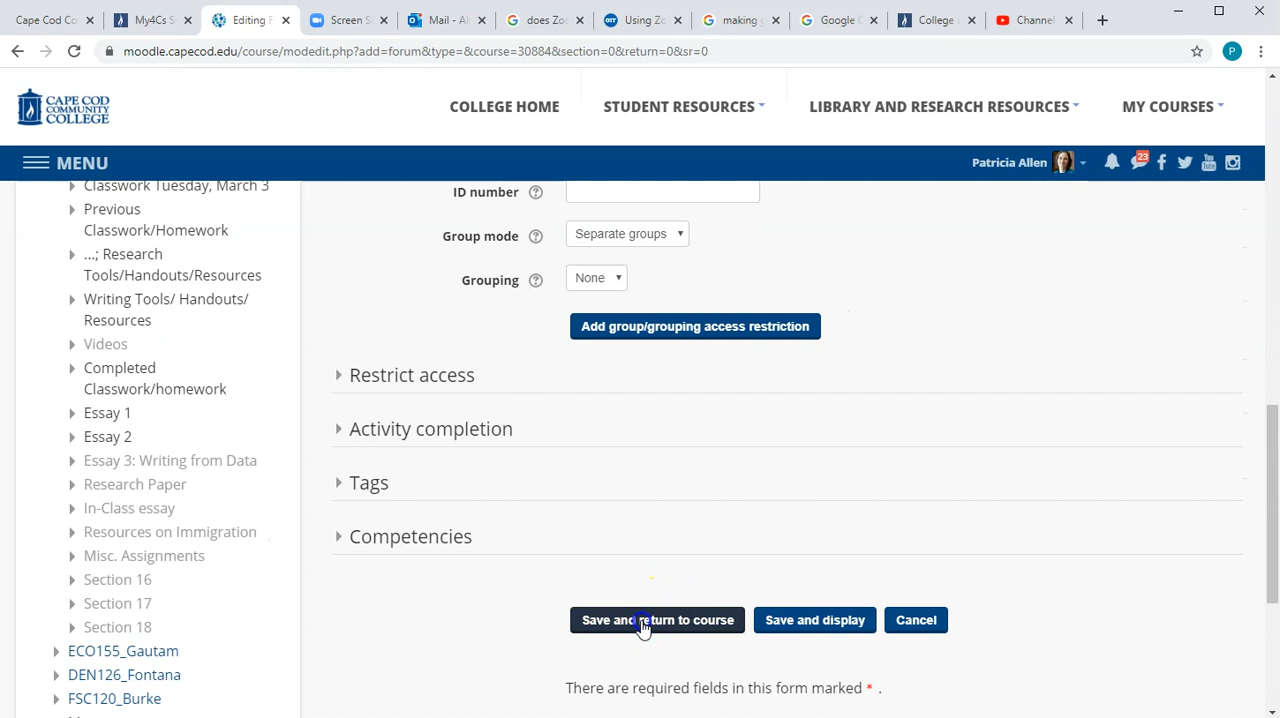 Cape Cod Co
My4Cs S
Editing F
Screen S
Mail - Al
does Zoo
Using Zo
making g
Google C
College L
Channel
moodle.capecod.edu/course/modedit.php?add=forum&type=&course=30884&section=0&return=0&sr=0
P
CAPE COD
COMMUNITY
COLLEGE
COLLEGE HOME
STUDENT RESOURCES
LIBRARY AND RESEARCH RESOURCES
MY COURSES
MENU
Patricia Allen
23
Classwork Tuesday, March 3
Previous
Classwork/Homework
...; Research
Tools/Handouts/Resources
Writing Tools/ Handouts/
Resources
Videos
Completed
Classwork/homework
Essay 1
Essay 2
Essay 3: Writing from Data
Research Paper
In-Class essay
Resources on Immigration
Misc. Assignments
Section 16
Section 17
Section 18
ECO155_Gautam
DEN126_Fontana
FSC120_Burke
ID number
Group mode
Separate groups
Grouping
None
Add group/grouping access restriction
Restrict access
Activity completion
Tags
Competencies
Save and return to course
Save and display
Cancel
There are required fields in this form marked * .